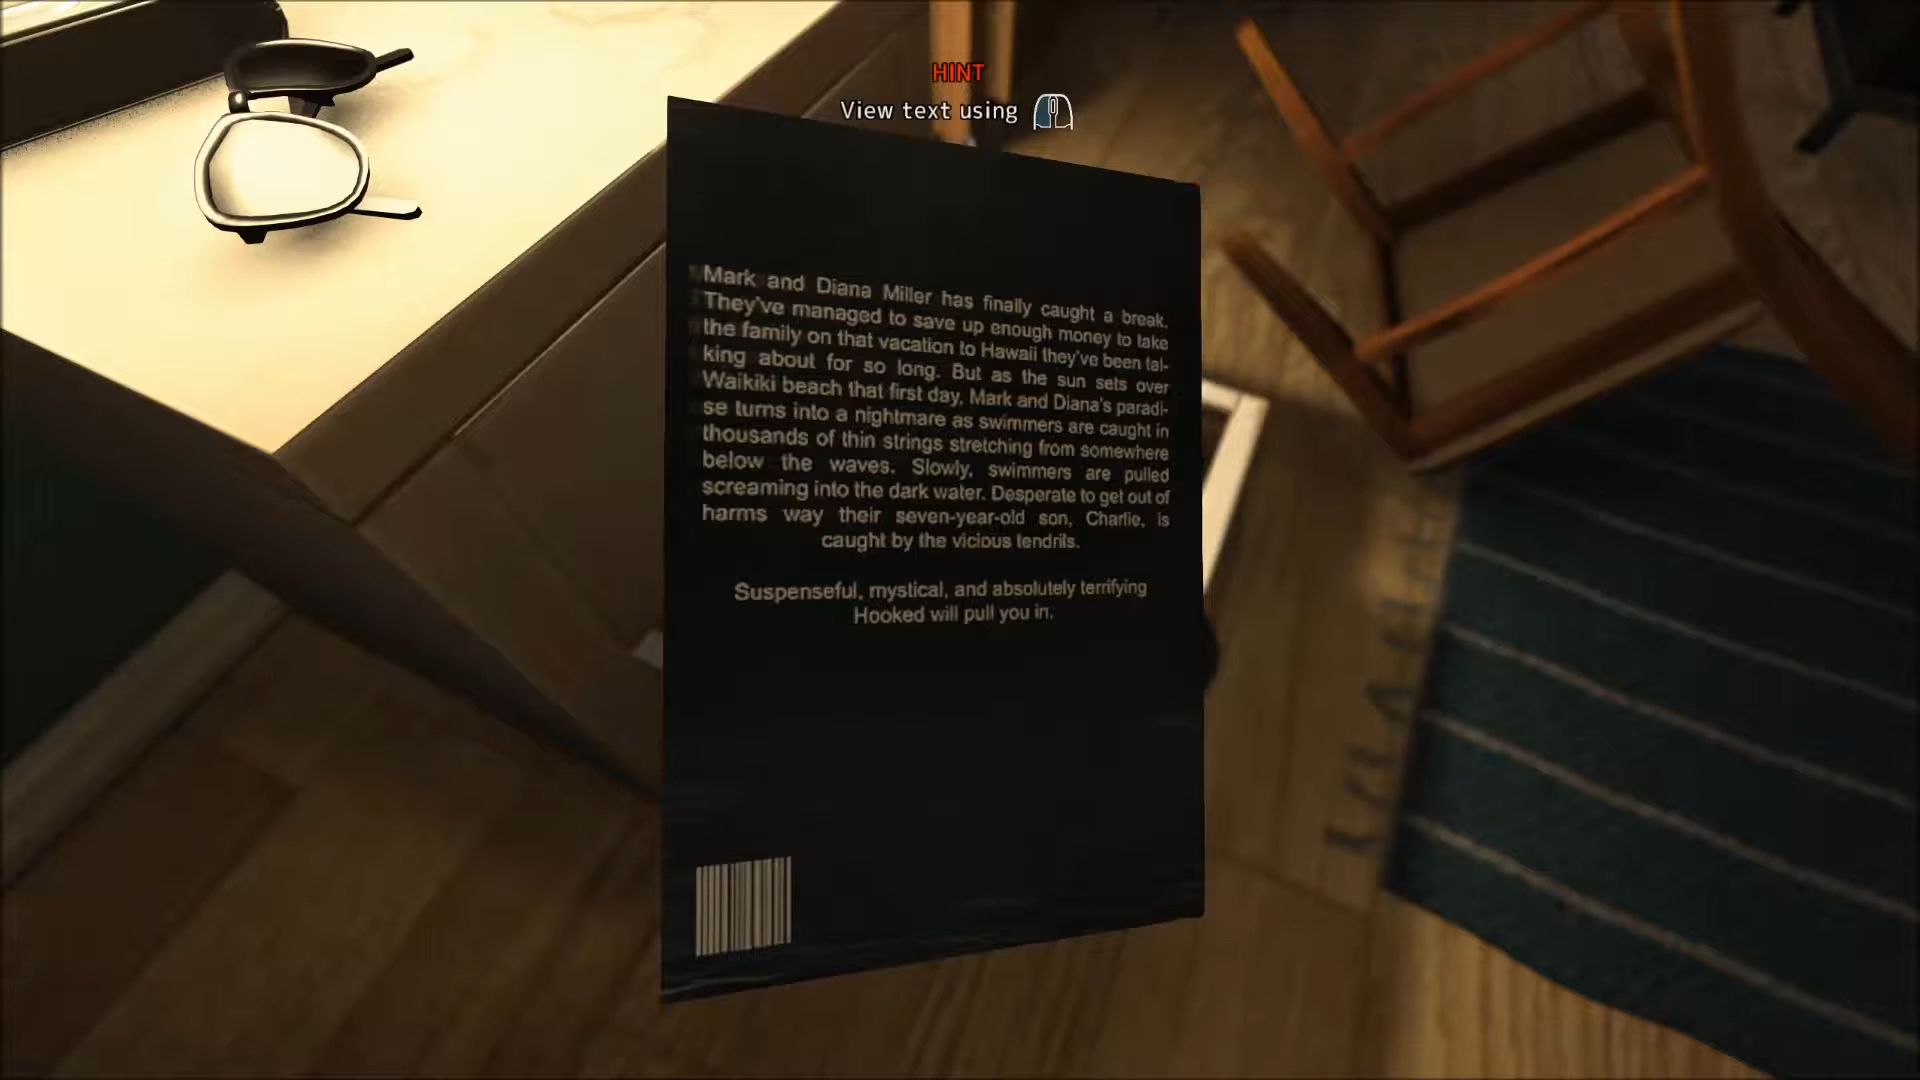 HINT
View text using
Mark and Diana Miller has finally caught a break.
They've managed to save up enough money to take
the family on that vacation to Hawaii they've been tal-
king about for so long. But as the sun sets over
Waikiki beach that first day, Mark and Diana's paradi-
se turns into a nightmare as swimmers are caught in
thousands of thin strings stretching from somewhere
below the waves. Slowly, swimmers are pulled
screaming into the dark water. Desperate to get out of
harms way their seven-year-old son, Charlie, is
caught by the vicious tendrils.
Suspenseful, mystical, and absolutely terrifying
Hooked will pull you in.